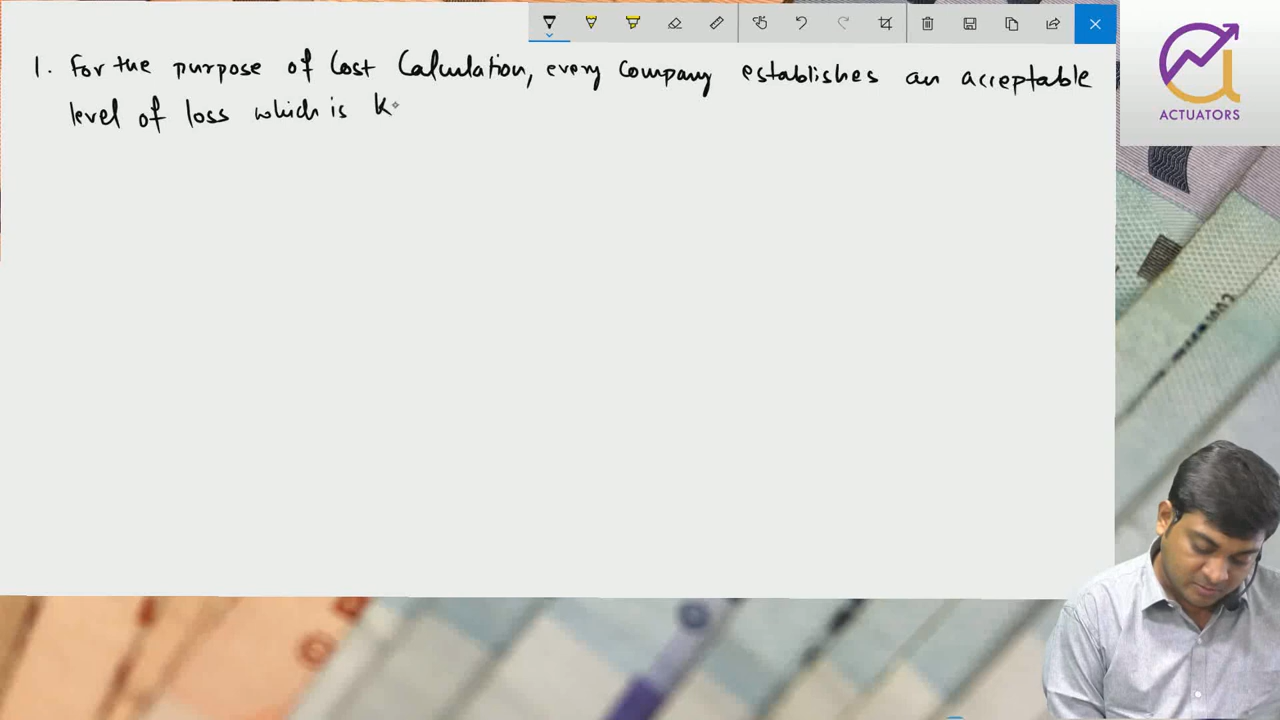 ACTUATORS
1. For the purpose of Cost Calculation, every Company establishes an acceptable
level of loss which is k